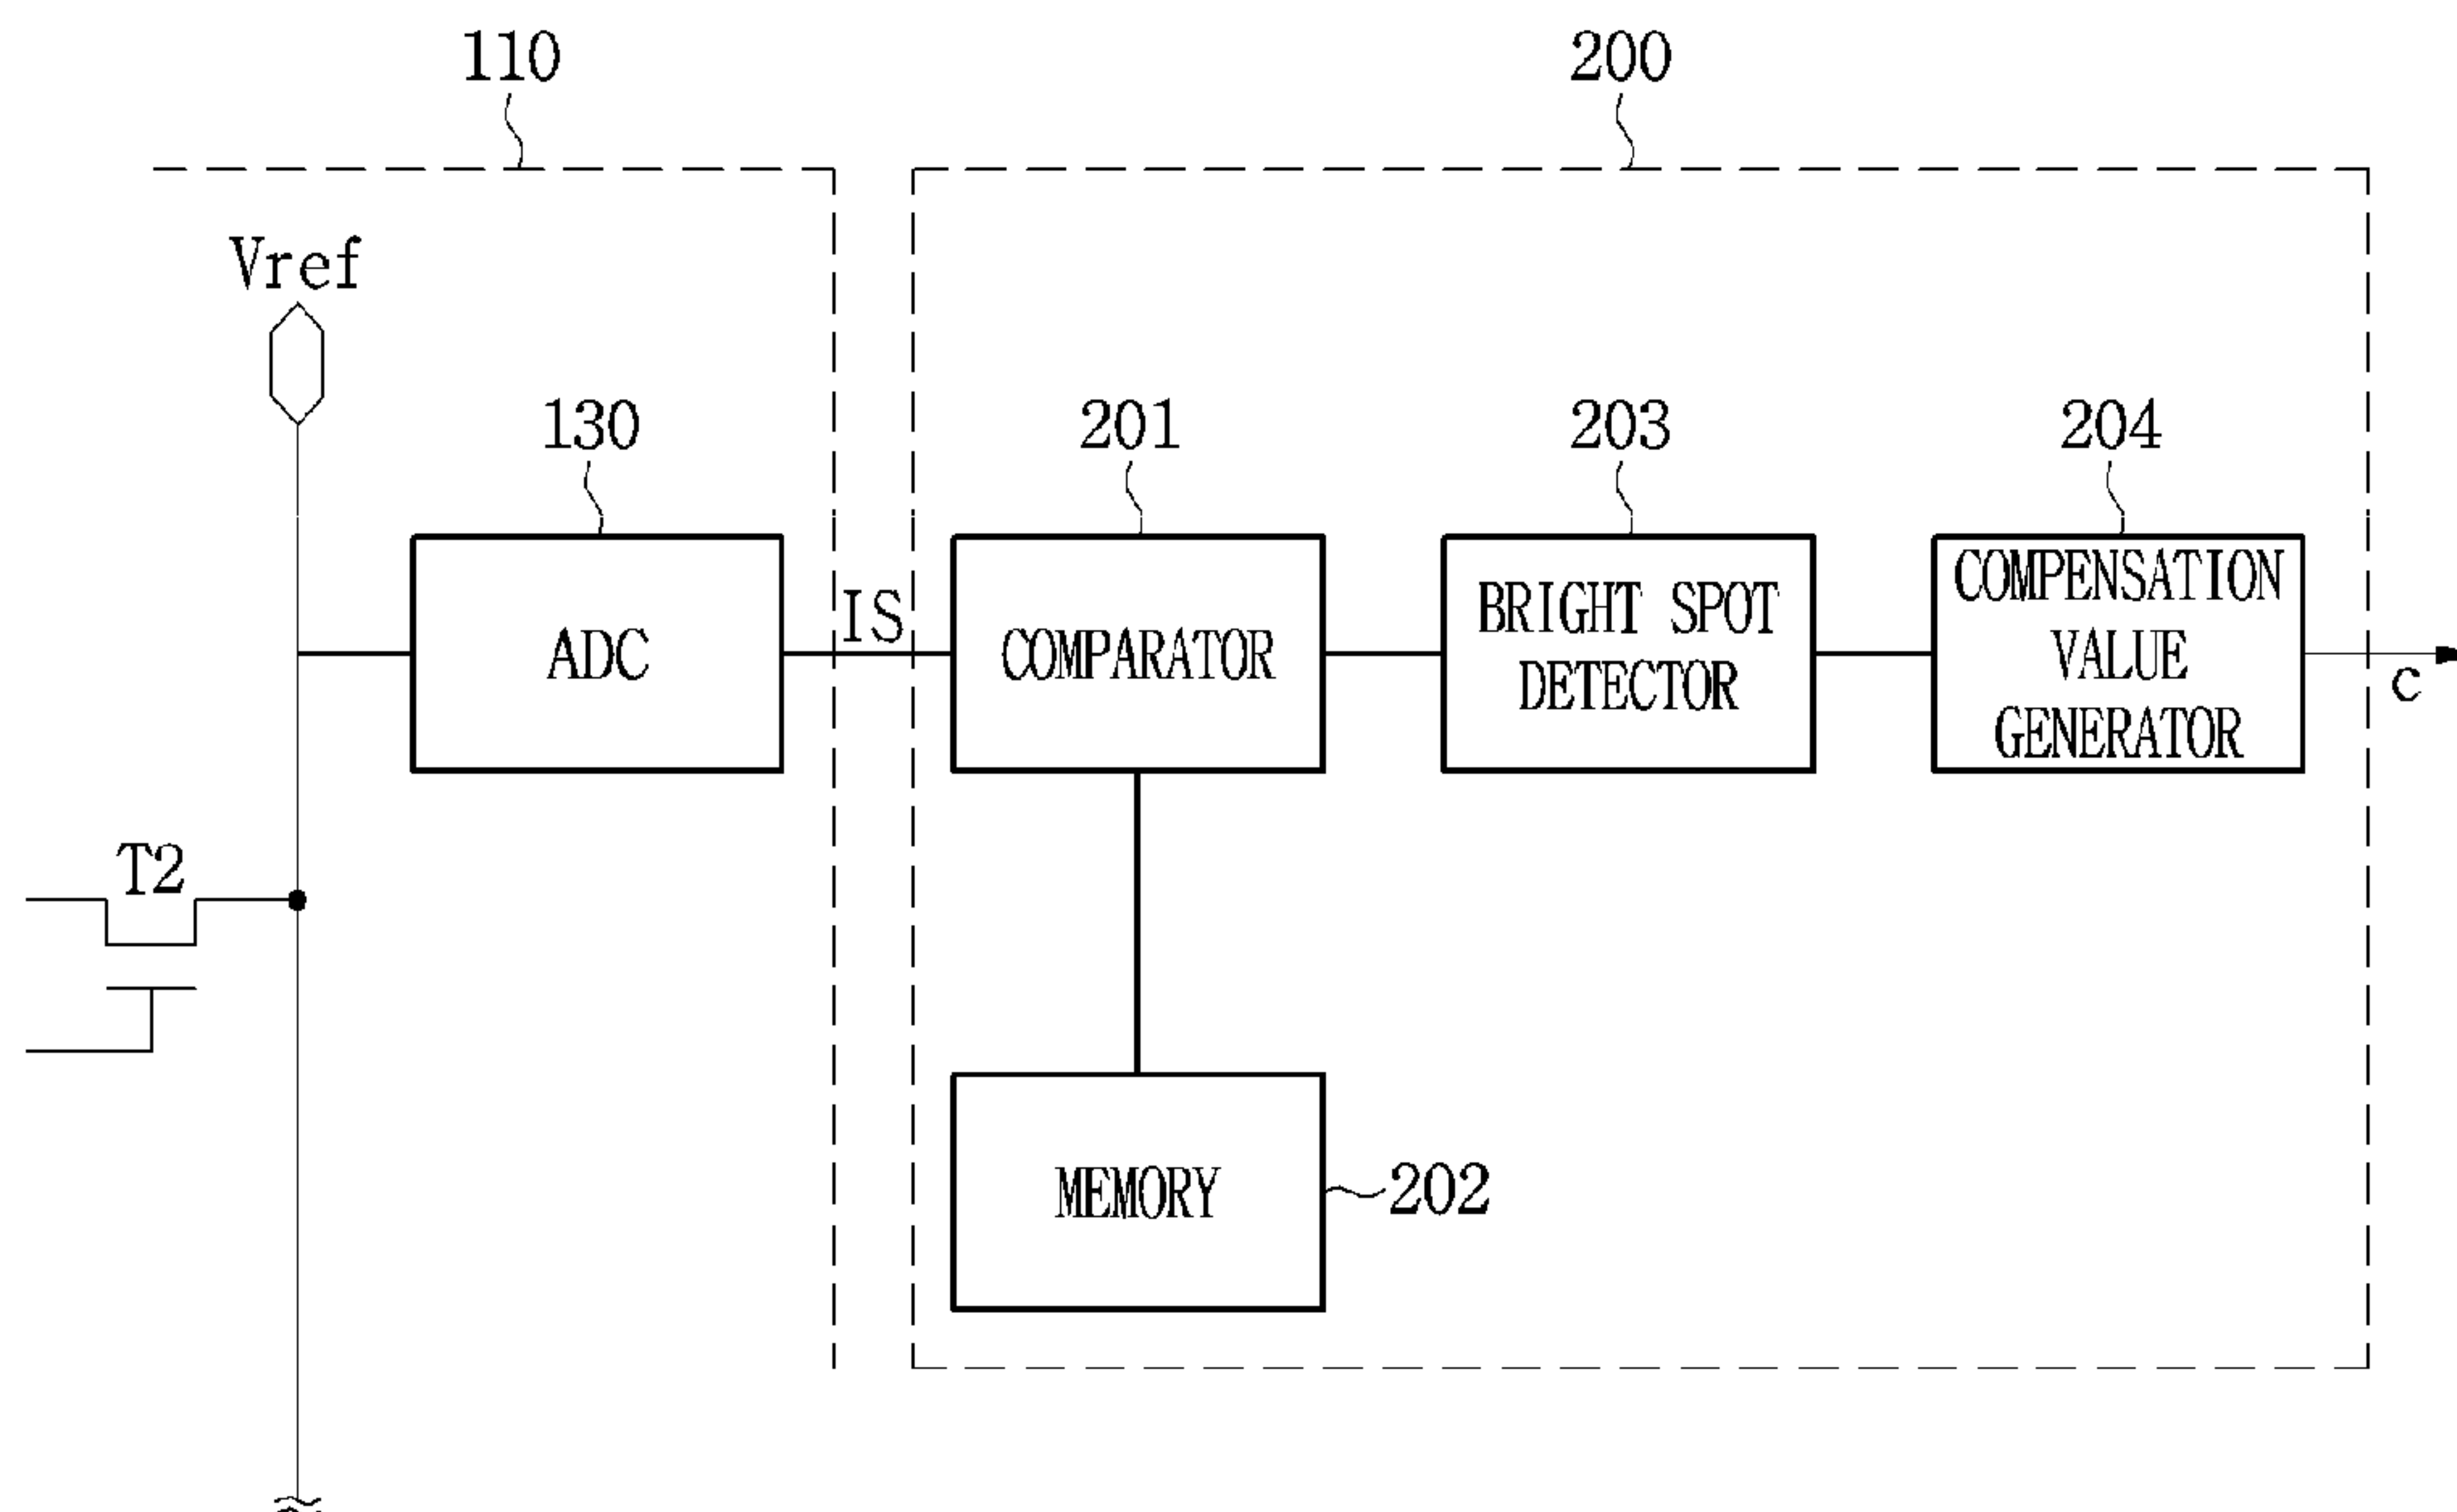 110
200
Vref
130
201
203
204
ADC
IS
COMPARATOR
BRIGHT SPOT
DETECTOR
COMPENSATION
VALUE
GENERATOR
c
T2
MEMORY
202